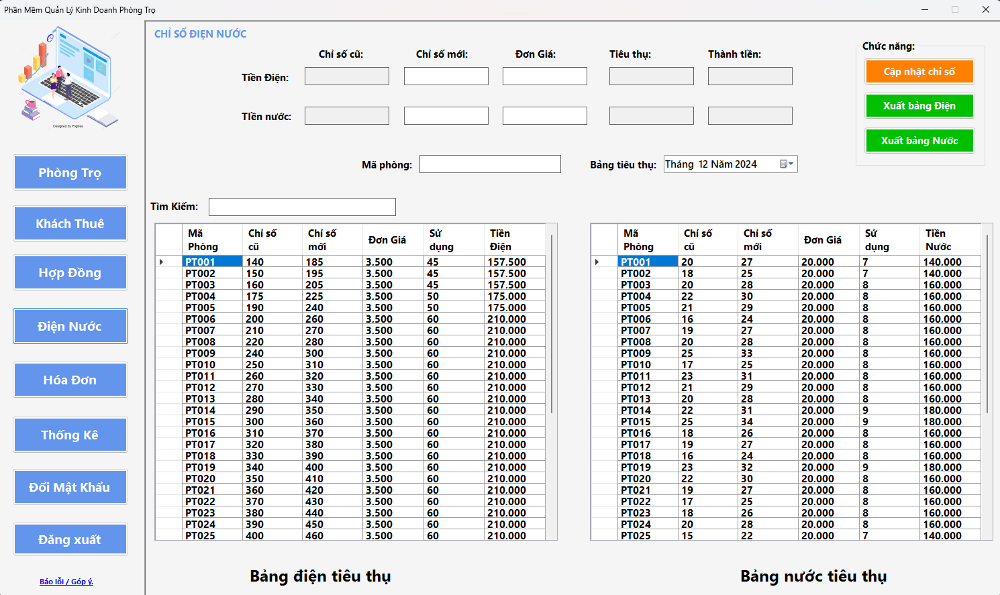 Phần Mềm Quản Lý Kinh Doanh Phòng Trọ
Designed by Pngtree
Phòng Trọ
Khách Thuê
Hợp Đồng
Điện Nước
Hóa Đơn
Thống Kê
Đổi Mật Khẩu
Đăng xuất
Báo lỗi / Góp ý.
CHỈ SỐ ĐIỆN NƯỚC
Chỉ số cũ: Chỉ số mới: Đơn Giá: Tiêu thụ: Thành tiền:
Tiền Điện:
TIền nước:
Mã phòng: Bảng tiêu thụ: Tháng 12 Năm 2024
Chức năng:
Cập nhật chỉ số
Xuất bảng Điện
Xuất bảng Nước
Tìm Kiếm:
Mã Phòng Chỉ số cũ Chỉ số mới Đơn Giá Sử dụng Tiền Điện
PT001 140 185 3.500 45 157.500
PT002 150 195 3.500 45 157.500
PT003 160 205 3.500 45 157.500
PT004 175 225 3.500 50 175.000
PT005 190 240 3.500 50 175.000
PT006 200 260 3.500 60 210.000
PT007 210 270 3.500 60 210.000
PT008 220 280 3.500 60 210.000
PT009 240 300 3.500 60 210.000
PT010 250 310 3.500 60 210.000
PT011 260 320 3.500 60 210.000
PT012 270 330 3.500 60 210.000
PT013 280 340 3.500 60 210.000
PT014 290 350 3.500 60 210.000
PT015 300 360 3.500 60 210.000
PT016 310 370 3.500 60 210.000
PT017 320 380 3.500 60 210.000
PT018 330 390 3.500 60 210.000
PT019 340 400 3.500 60 210.000
PT020 350 410 3.500 60 210.000
PT021 360 420 3.500 60 210.000
PT022 370 430 3.500 60 210.000
PT023 380 440 3.500 60 210.000
PT024 390 450 3.500 60 210.000
PT025 400 460 3.500 60 210.000
Bảng điện tiêu thụ
Mã Phòng Chỉ số cũ Chỉ số mới Đơn Giá Sử dụng Tiền Nước
PT001 20 27 20.000 7 140.000
PT002 18 25 20.000 7 140.000
PT003 20 28 20.000 8 160.000
PT004 22 30 20.000 8 160.000
PT005 21 29 20.000 8 160.000
PT006 16 24 20.000 8 160.000
PT007 19 27 20.000 8 160.000
PT008 20 28 20.000 8 160.000
PT009 25 33 20.000 8 160.000
PT010 17 25 20.000 8 160.000
PT011 23 31 20.000 8 160.000
PT012 21 29 20.000 8 160.000
PT013 20 28 20.000 8 160.000
PT014 22 31 20.000 9 180.000
PT015 25 34 20.000 9 180.000
PT016 18 26 20.000 8 160.000
PT017 19 27 20.000 8 160.000
PT018 16 24 20.000 8 160.000
PT019 23 32 20.000 9 180.000
PT020 22 30 20.000 8 160.000
PT021 19 27 20.000 8 160.000
PT022 17 25 20.000 8 160.000
PT023 18 26 20.000 8 160.000
PT024 20 28 20.000 8 160.000
PT025 15 22 20.000 7 140.000
Bảng nước tiêu thụ